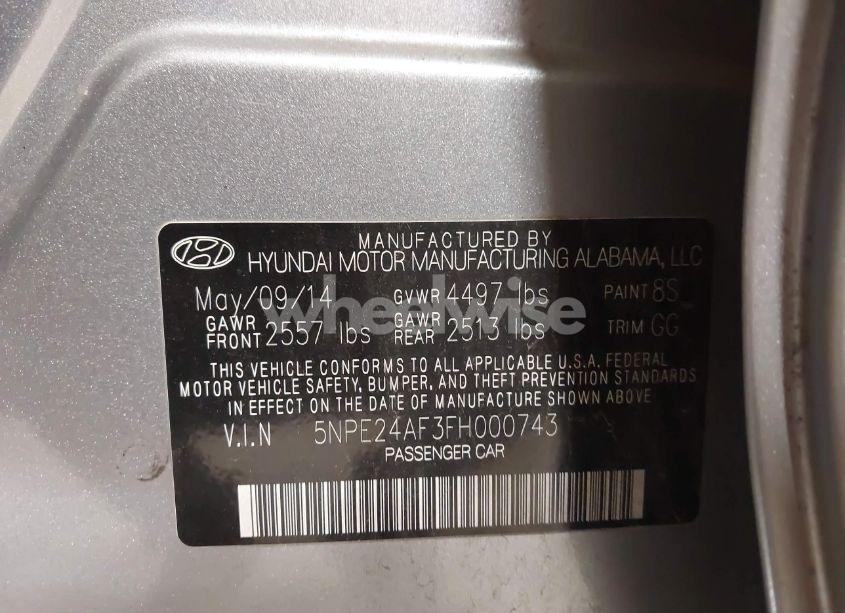 MANUFACTURED BY
HYUNDAI MOTOR MANUFACTURING ALABAMA, LLC
May/09/14 GVWR 4497 lbs PAINT 8S
GAWR FRONT 2557 lbs GAWR REAR 2513 lbs TRIM GG
wheelwise
THIS VEHICLE CONFORMS TO ALL APPLICABLE U.S.A. FEDERAL
MOTOR VEHICLE SAFETY, BUMPER, AND THEFT PREVENTION STANDARDS
IN EFFECT ON THE DATE OF MANUFACTURE SHOWN ABOVE
V.I.N 5NPE24AF3FH000743
PASSENGER CAR